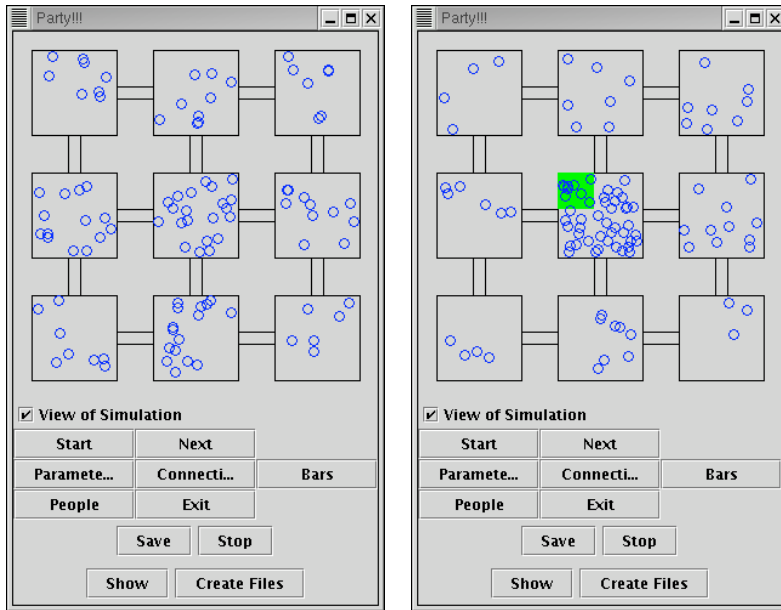 Party!!!
View of Simulation
Start Next
Paramete... Connecti... Bars
People Exit
Save Stop
Show Create Files
Party!!!
View of Simulation
Start Next
Paramete... Connecti... Bars
People Exit
Save Stop
Show Create Files